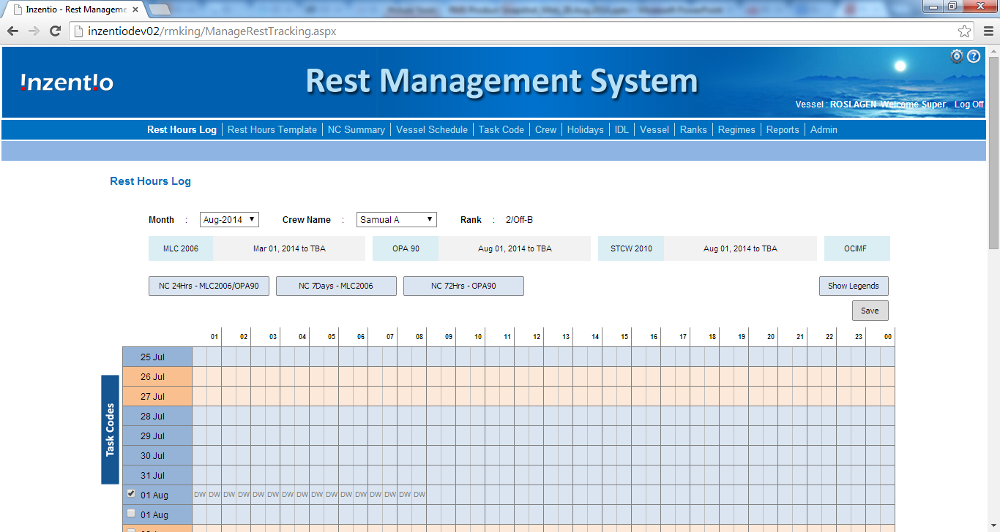 Inzentio - Rest Manageme
inzentiodev02/rmking/ManageRestTracking.aspx
!nzent!o
Rest Management System
Vessel : ROSLAGEN Welcome Super, Log Off
Rest Hours Log Rest Hours Template NC Summary Vessel Schedule Task Code Crew Holidays IDL Vessel Ranks Regimes Reports Admin
Rest Hours Log
Month : Aug-2014 Crew Name : Samual A Rank : 2/Off-B
MLC 2006 Mar 01, 2014 to TBA OPA 90 Aug 01, 2014 to TBA STCW 2010 Aug 01, 2014 to TBA OCIMF
NC 24Hrs - MLC2006/OPA90 NC 7Days - MLC2006 NC 72Hrs - OPA90 Show Legends
Save
01 02 03 04 05 06 07 08 09 10 11 12 13 14 15 16 17 18 19 20 21 22 23 00
25 Jul
26 Jul
27 Jul
28 Jul
29 Jul
30 Jul
31 Jul
Task Codes
01 Aug DW DW DW DW DW DW DW DW DW DW DW DW DW DW DW DW
01 Aug